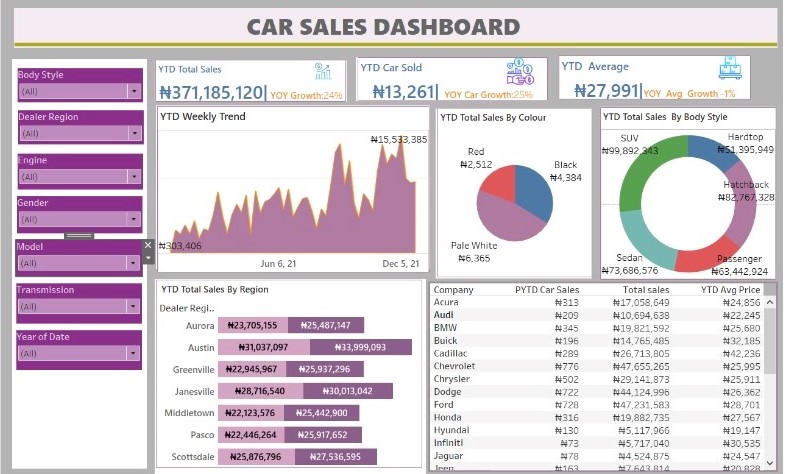 CAR SALES DASHBOARD
Body Style
(All)
Dealer Region
(All)
Engine
(All)
Gender
(All)
Model
(All)
Transmission
(All)
Year of Date
(All)
YTD Total Sales
₦371,185,120| YOY Growth:24%
YTD Car Sold
₦13,261| YOY Car Growth:25%
YTD Average
₦27,991|YOY Avg Growth -1%
YTD Weekly Trend
₦15,533,385
₦303,406
Jun 6, 21 Dec 5, 21
YTD Total Sales By Colour
Red
₦2,512
Black
₦4,384
Pale White
₦6,365
YTD Total Sales By Body Style
SUV
₦99,892,343
Hardtop
₦51,395,949
Hatchback
₦82,767,328
Sedan
₦73,686,576
Passenger
₦63,442,924
YTD Total Sales By Region
Dealer Regi..
Aurora ₦23,705,155 ₦25,487,147
Austin ₦31,037,097 ₦33,999,093
Greenville ₦22,945,967 ₦25,937,296
Janesville ₦28,716,540 ₦30,013,042
Middletown ₦22,123,576 ₦25,442,900
Pasco ₦22,446,264 ₦25,917,652
Scottsdale ₦25,876,796 ₦27,536,595
Company PYTD Car Sales Total sales YTD Avg Price
Acura ₦313 ₦17,058,649 ₦24,856
Audi ₦209 ₦10,694,638 ₦22,245
BMW ₦345 ₦19,821,592 ₦25,680
Buick ₦196 ₦14,765,485 ₦32,185
Cadillac ₦289 ₦26,713,805 ₦42,236
Chevrolet ₦776 ₦47,655,265 ₦25,995
Chrysler ₦502 ₦29,141,873 ₦25,911
Dodge ₦722 ₦44,124,996 ₦26,362
Ford ₦728 ₦47,231,583 ₦28,701
Honda ₦316 ₦19,882,735 ₦27,567
Hyundai ₦130 ₦5,117,966 ₦19,147
Infiniti ₦73 ₦5,717,040 ₦30,535
Jaguar ₦78 ₦4,524,875 ₦24,547
Jeep ₦163 ₦7,643,814 ₦20,828